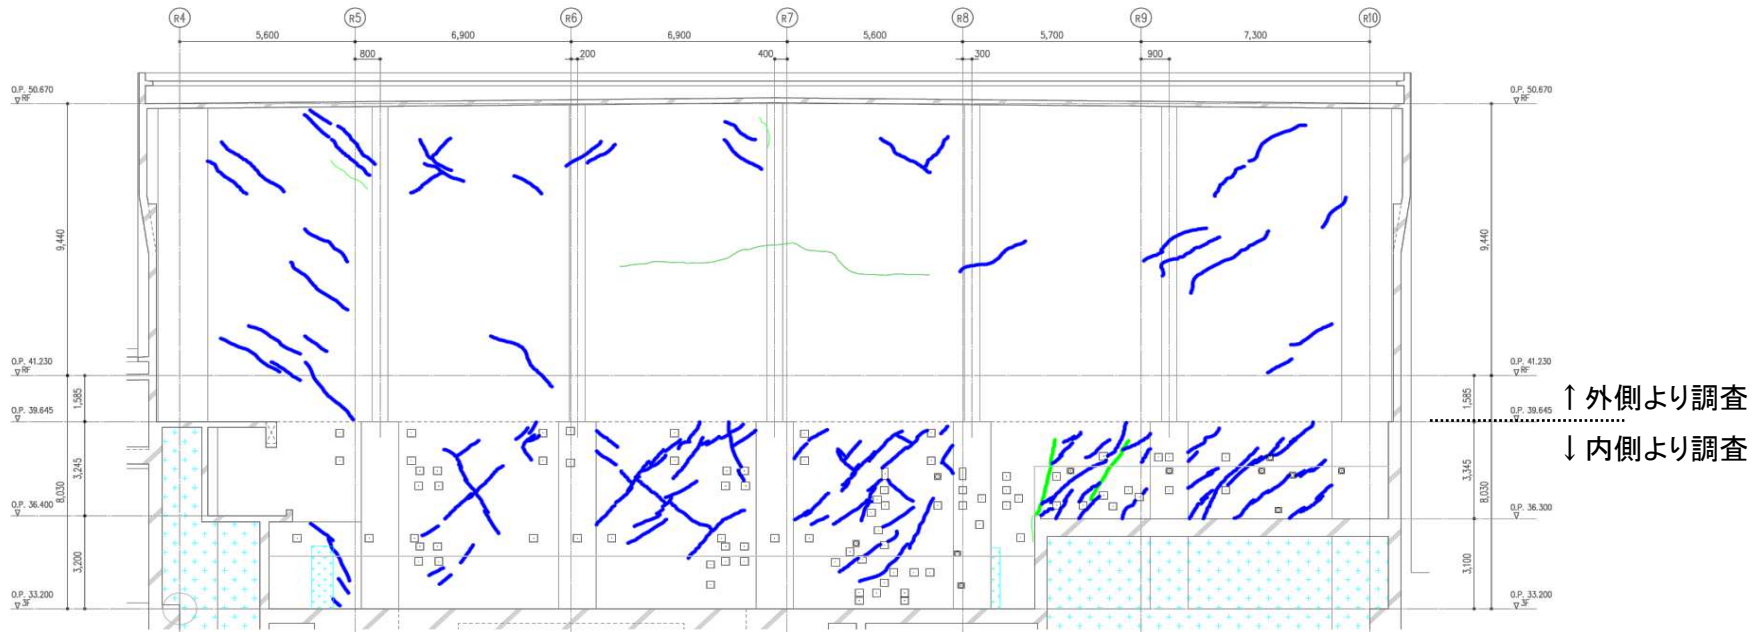 R4 R5 R6 R7 R8 R9 R10
5,600 6,900 6,900 5,600 5,700 7,300
800 200 400 300 900
O.P. 50.670
▽RF
O.P. 50.670
▽RF
9,440
9,440
O.P. 41.230
▽RF
O.P. 41.230
▽RF
1,585
1,585
O.P. 39.645
▽
O.P. 39.645
▽
↑外側より調査
↓内側より調査
3,245
8,030
3,345
8,030
O.P. 36.400
▽
O.P. 36.300
▽
3,200
3,100
O.P. 33.200
▽3F
O.P. 33.200
▽3F